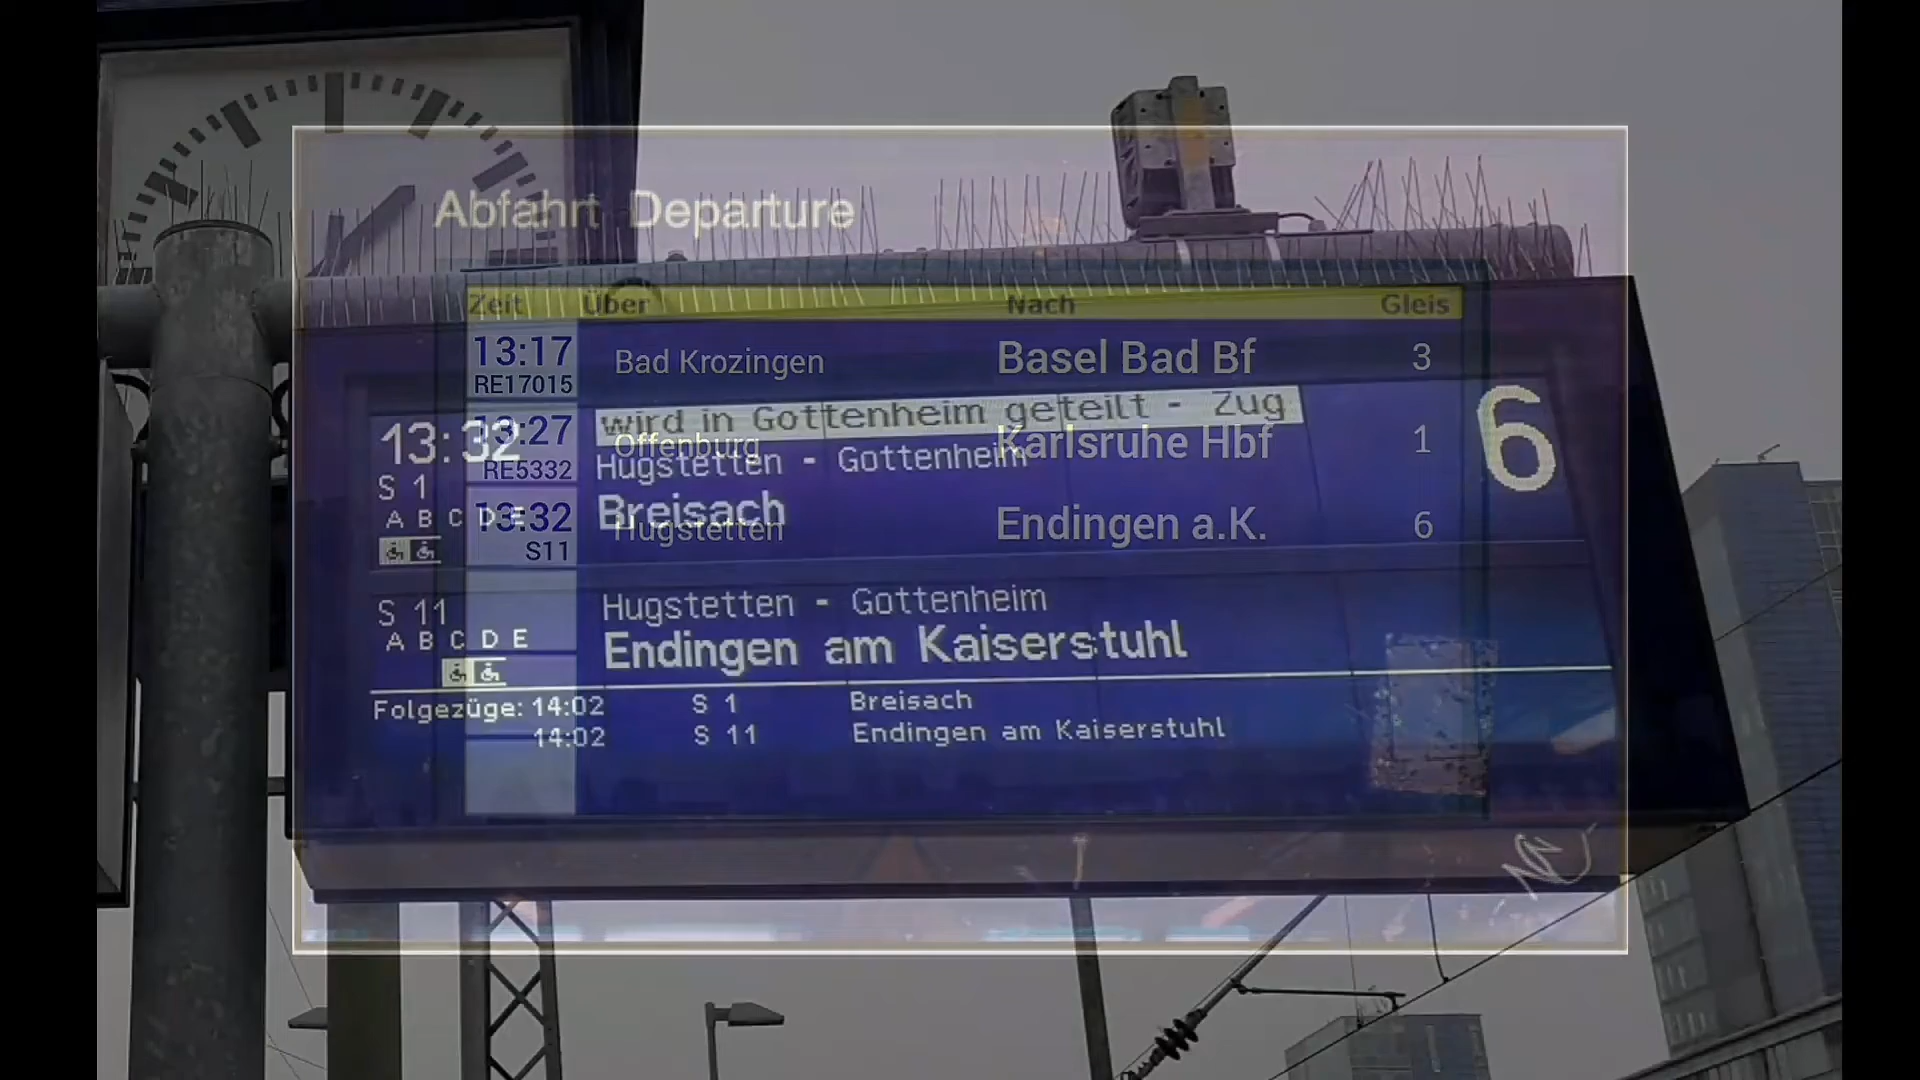 Abfahrt Departure
Zeit Über Nach Gleis
13:17 Bad Krozingen Basel Bad Bf 3
RE17015
13:27 Offenburg Karlsruhe Hbf 1
RE5332
13:32 Hugstetten Endingen a.K. 6
S11
wird in Gottenheim geteilt - Zug
13:32 Hugstetten - Gottenheim 6
S 1 Breisach
A B C D E
S 11 Hugstetten - Gottenheim
A B C D E Endingen am Kaiserstuhl
Folgezüge: 14:02 S 1 Breisach
14:02 S 11 Endingen am Kaiserstuhl